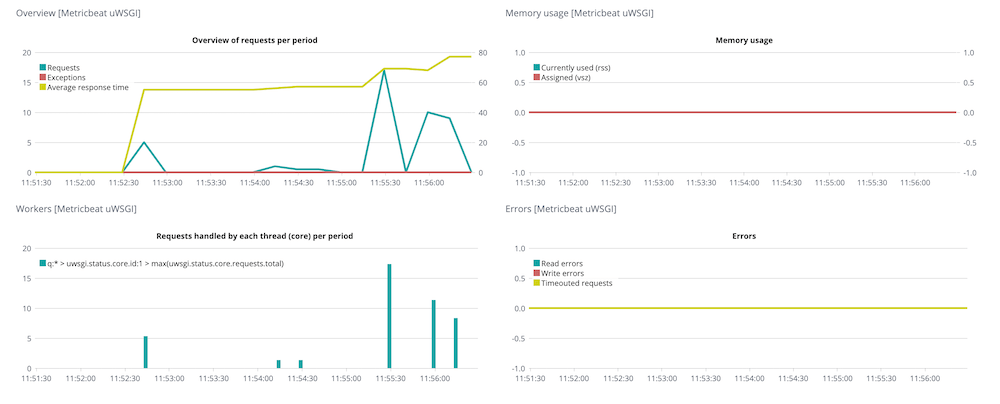 Overview [Metricbeat uWSGI]
Overview of requests per period
20
15
10
5
0
80
60
40
20
0
Requests
Exceptions
Average response time
11:51:30 11:52:00 11:52:30 11:53:00 11:53:30 11:54:00 11:54:30 11:55:00 11:55:30 11:56:00
Memory usage [Metricbeat uWSGI]
Memory usage
1.0
0.5
0.0
-0.5
-1.0
1.0
0.5
0.0
-0.5
-1.0
Currently used (rss)
Assigned (vsz)
11:51:30 11:52:00 11:52:30 11:53:00 11:53:30 11:54:00 11:54:30 11:55:00 11:55:30 11:56:00
Workers [Metricbeat uWSGI]
Requests handled by each thread (core) per period
20
15
10
5
0
q:* > uwsgi.status.core.id:1 > max(uwsgi.status.core.requests.total)
11:51:30 11:52:00 11:52:30 11:53:00 11:53:30 11:54:00 11:54:30 11:55:00 11:55:30 11:56:00
Errors [Metricbeat uWSGI]
Errors
1.0
0.5
0.0
-0.5
-1.0
Read errors
Write errors
Timeouted requests
11:51:30 11:52:00 11:52:30 11:53:00 11:53:30 11:54:00 11:54:30 11:55:00 11:55:30 11:56:00